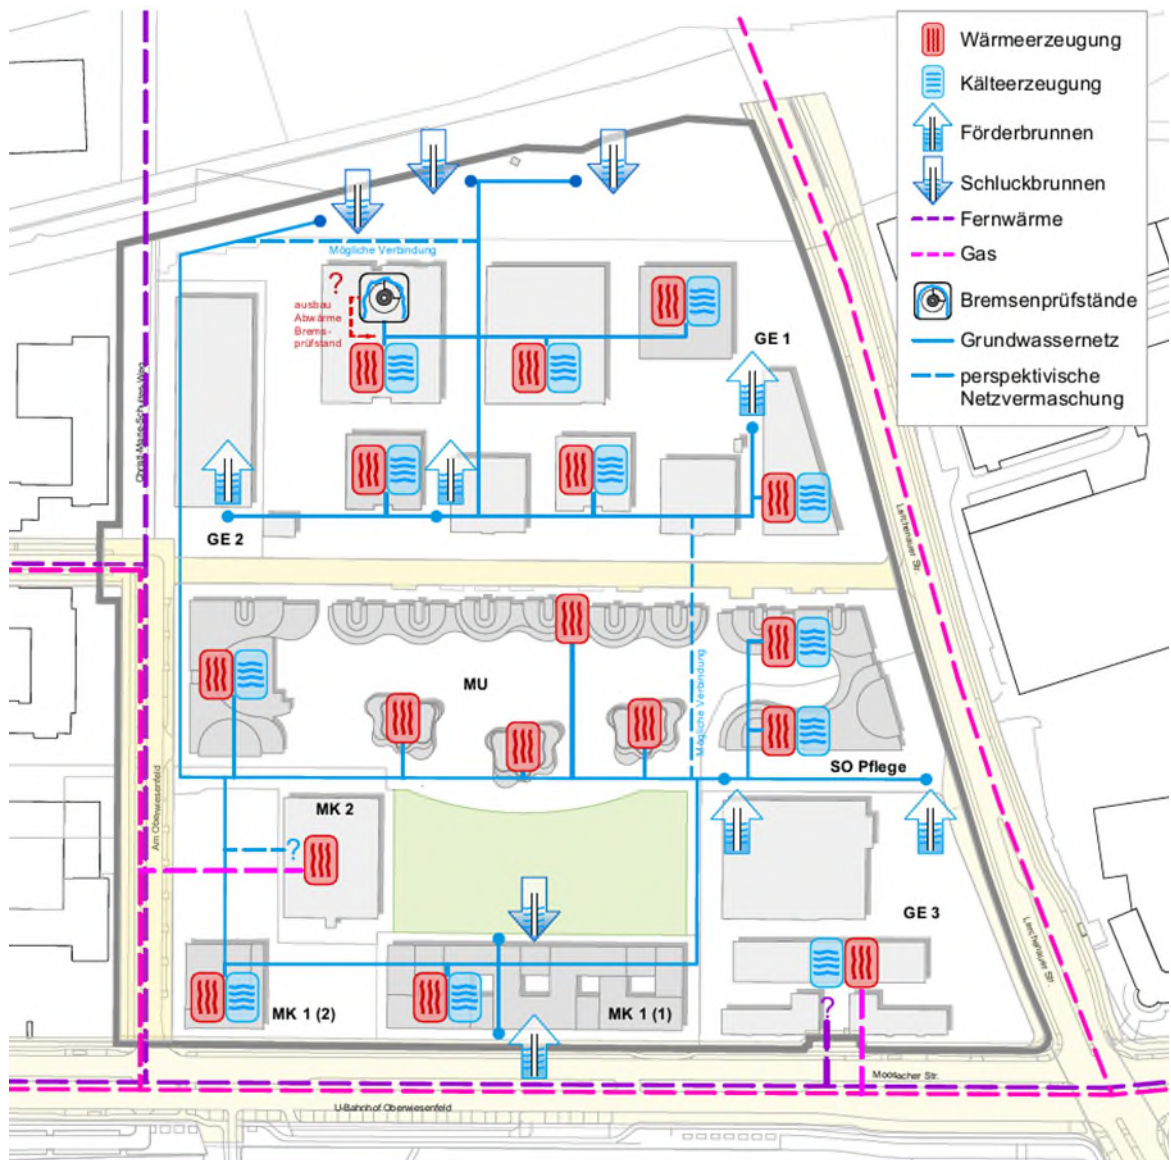 Wärmeerzeugung
Kälteerzeugung
Förderbrunnen
Schluckbrunnen
Fernwärme
Gas
Bremsenprüfstände
Grundwassernetz
perspektivische
Netzvermaschung
Mögliche Verbindung
?
ausbau
Abwärme
Brems-
prüfstand
GE 1
GE 2
Lerchenauer Str.
MU
Mögliche Verbindung
SO Pflege
Am Oberwiesenfeld
MK 2
?
GE 3
Lerchenauer Str.
MK 1 (2)
MK 1 (1)
?
Moosacher Str.
U-Bahnhof Oberwiesenfeld